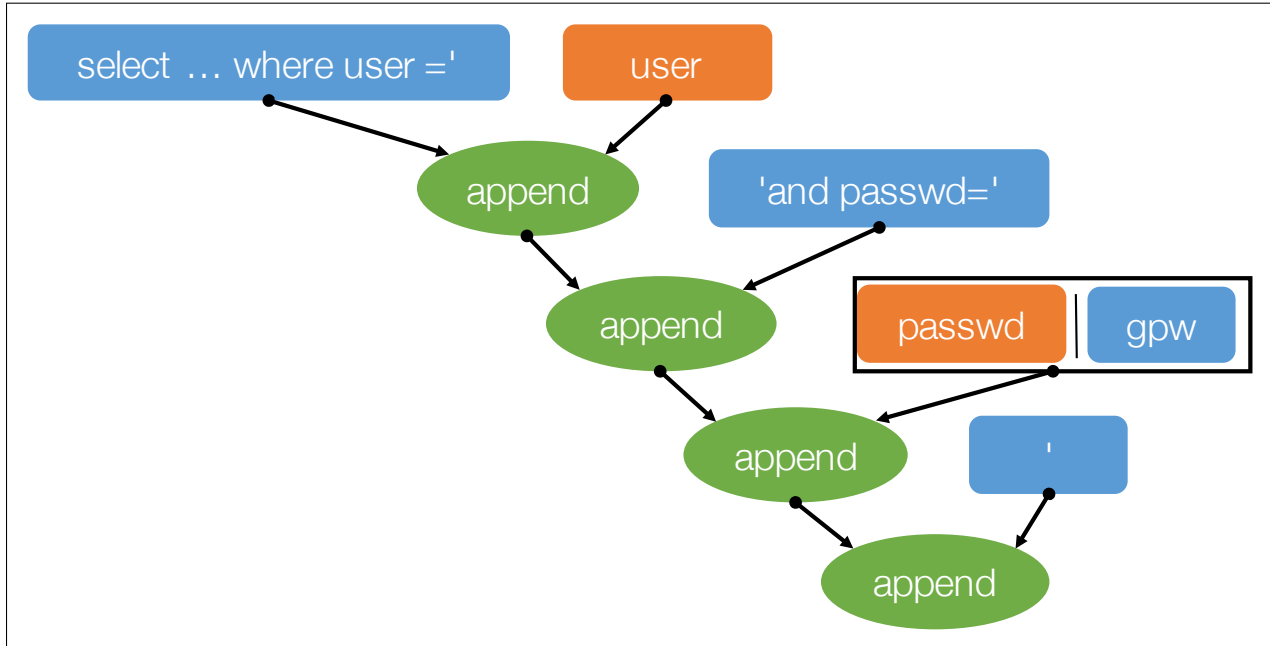 select … where user ='
user
append
'and passwd='
append
passwd | gpw
append
'
append